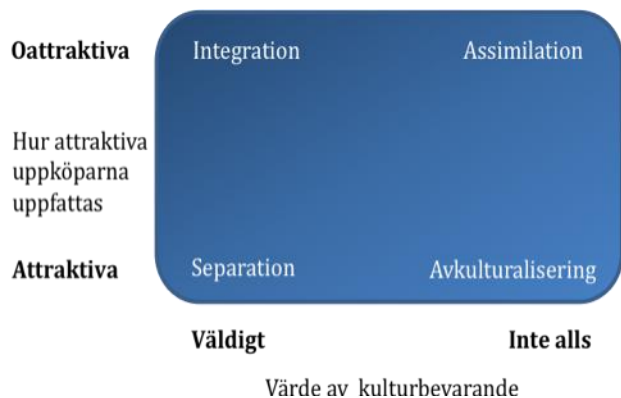 Oattraktiva
Integration
Assimilation
Hur attraktiva
uppköparna
uppfattas
Attraktiva
Separation
Avkulturalisering
Väldigt
Inte alls
Värde av kulturbevarande